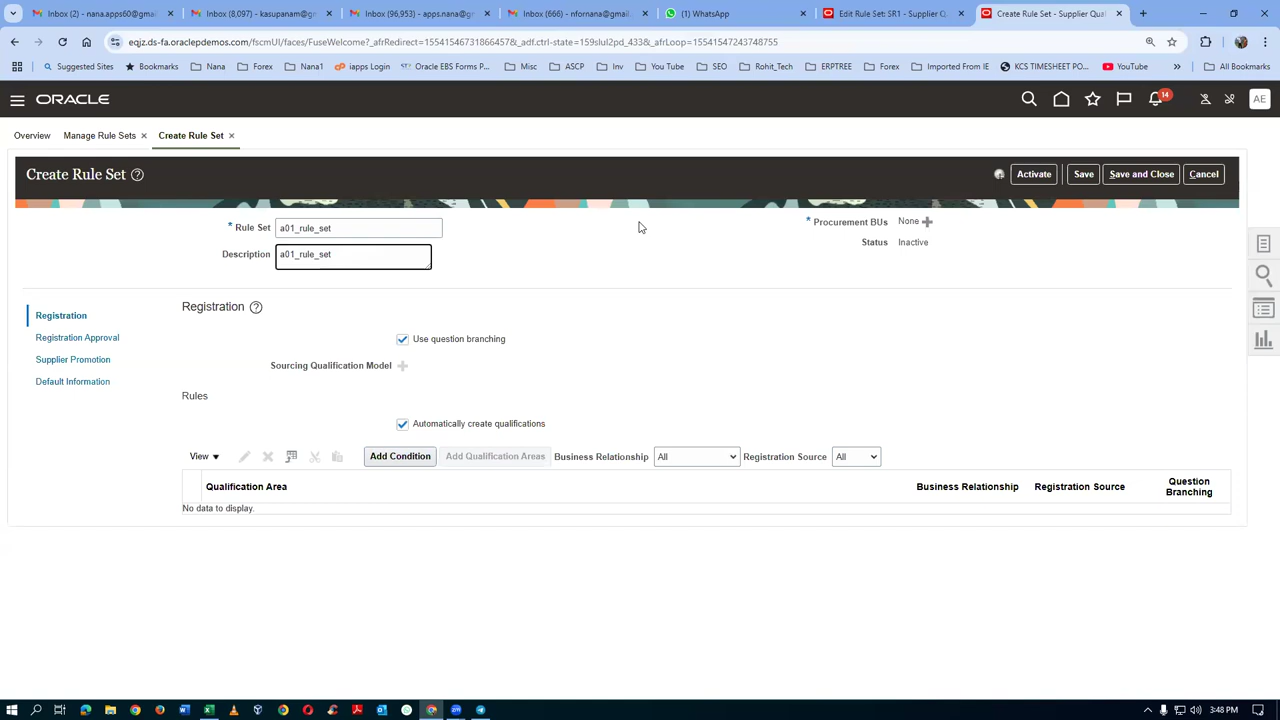 Inbox (2) - nana.apps60@gmail
Inbox (8,097) - kasupanam@gm
Inbox (96,953) - apps.nana@gm
Inbox (666) - nfornana@gmail.
(1) WhatsApp
Edit Rule Set: SR1 - Supplier Q
Create Rule Set - Supplier Qual
eqjz.ds-fa.oraclepdemos.com/fscmUI/faces/FuseWelcome?_afrRedirect=15541546731866457&_adf.ctrl-state=159slul2pd_433&_afrLoop=15541547243748755
Suggested Sites
Bookmarks
Nana
Forex
Nana1
iapps Login
Oracle EBS Forms P...
Misc
ASCP
Inv
You Tube
SEO
Rohit_Tech
ERPTREE
Forex
Imported From IE
KCS TIMESHEET PO...
YouTube
»
All Bookmarks
ORACLE
14
AE
Overview
Manage Rule Sets
Create Rule Set
Create Rule Set
Activate
Save
Save and Close
Cancel
* Rule Set a01_rule_set
* Procurement BUs None
Description a01_rule_set
Status Inactive
Registration
Registration Approval
Supplier Promotion
Default Information
Registration
Use question branching
Sourcing Qualification Model
Rules
Automatically create qualifications
View
Add Condition
Add Qualification Areas
Business Relationship All
Registration Source All
Qualification Area
Business Relationship
Registration Source
Question
Branching
No data to display.
3:48 PM